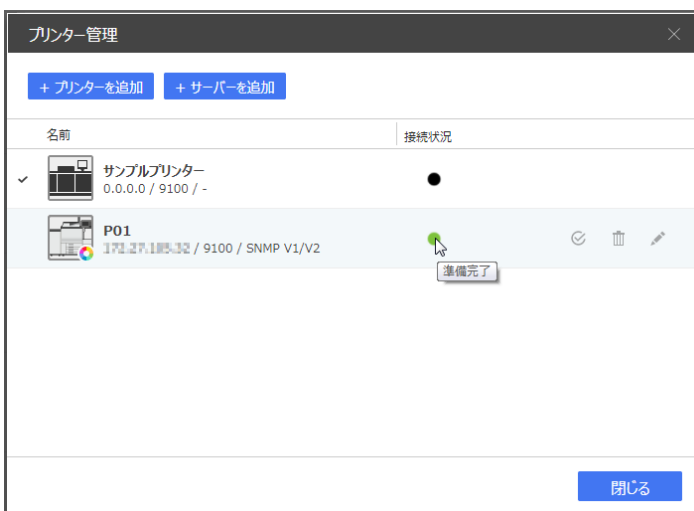 プリンター管理
+ プリンターを追加
+ サーバーを追加
名前
接続状況
サンプルプリンター
0.0.0.0 / 9100 / -
P01
/ 9100 / SNMP V1/V2
準備完了
閉じる